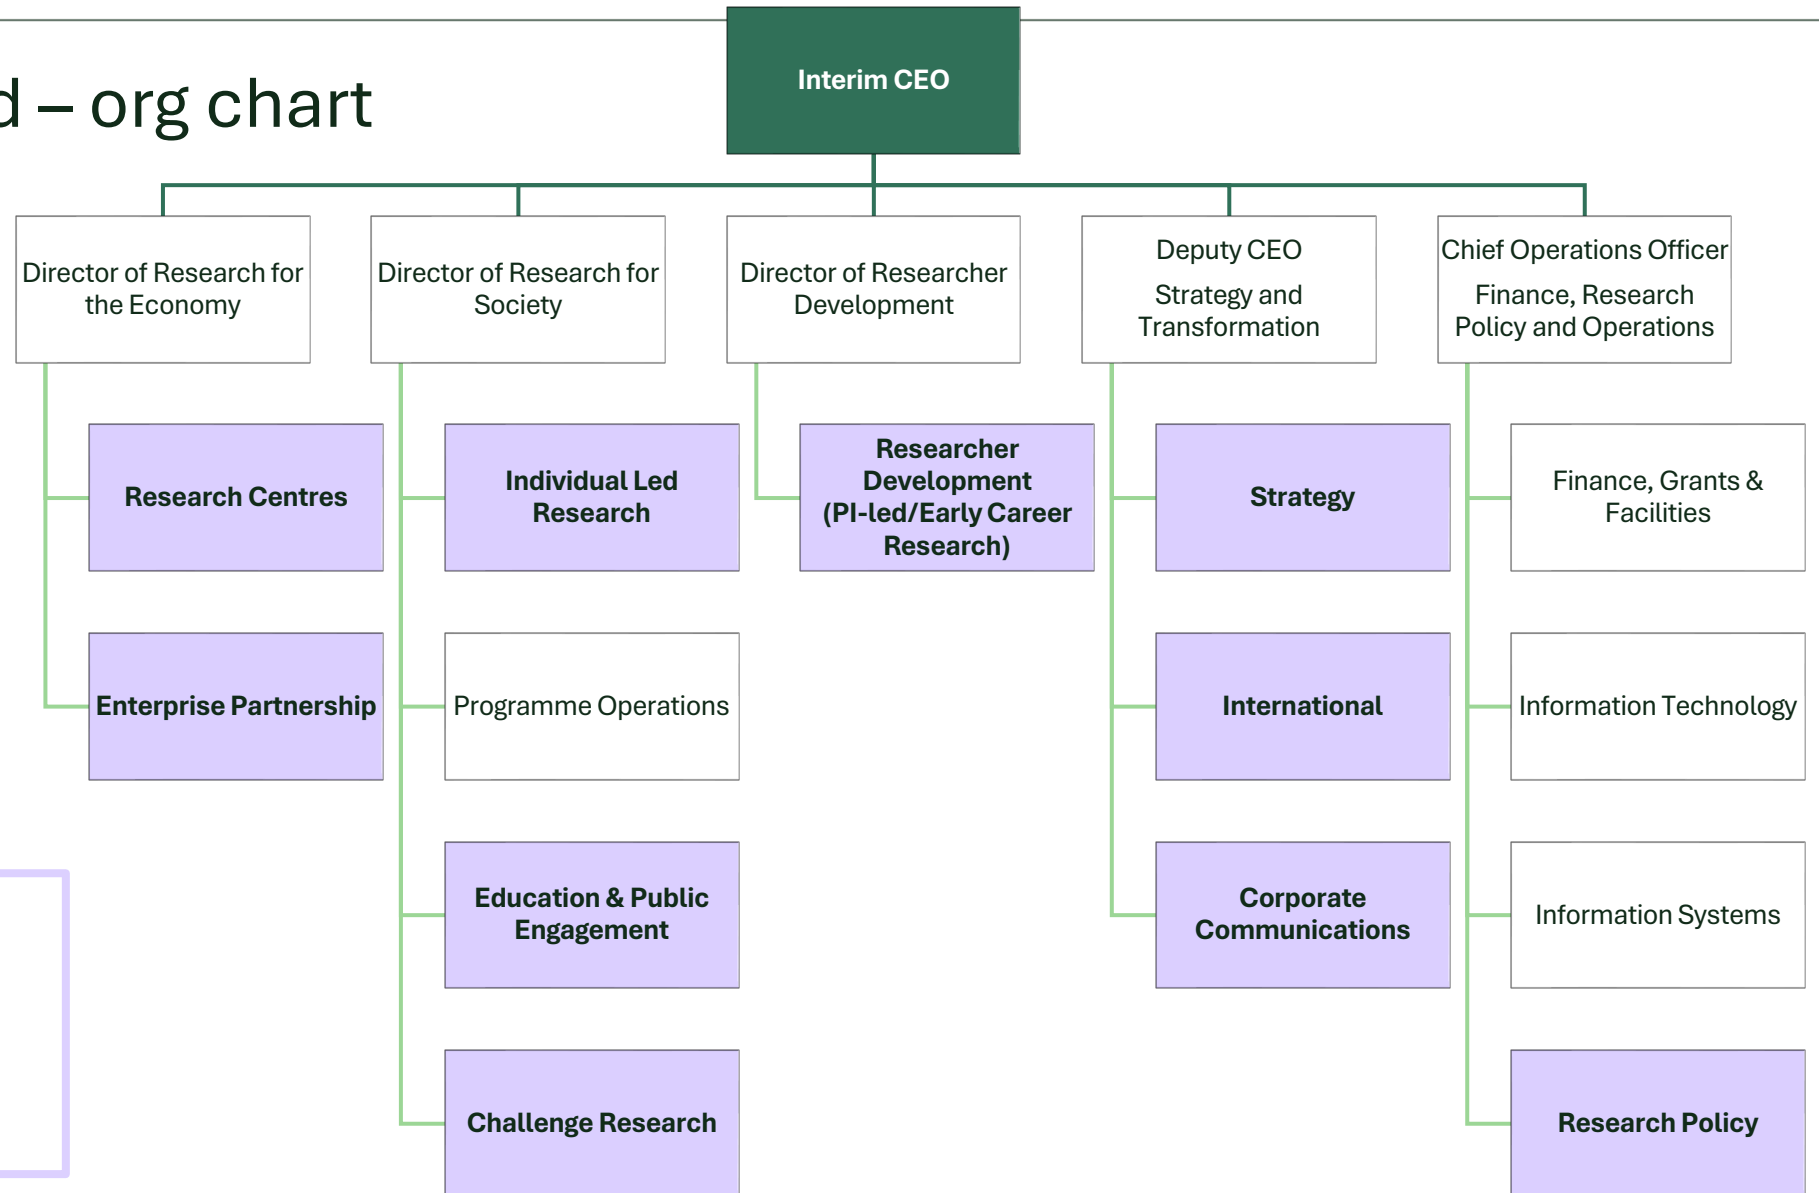 Interim CEO
d – org chart
Director of Research for
the Economy
Director of Research for
Society
Director of Researcher
Development
Deputy CEO
Strategy and
Transformation
Chief Operations Officer
Finance, Research
Policy and Operations
Research Centres
Individual Led
Research
Researcher
Development
(PI-led/Early Career
Research)
Strategy
Finance, Grants &
Facilities
Enterprise Partnership
Programme Operations
International
Information Technology
Education & Public
Engagement
Corporate
Communications
Information Systems
Challenge Research
Research Policy